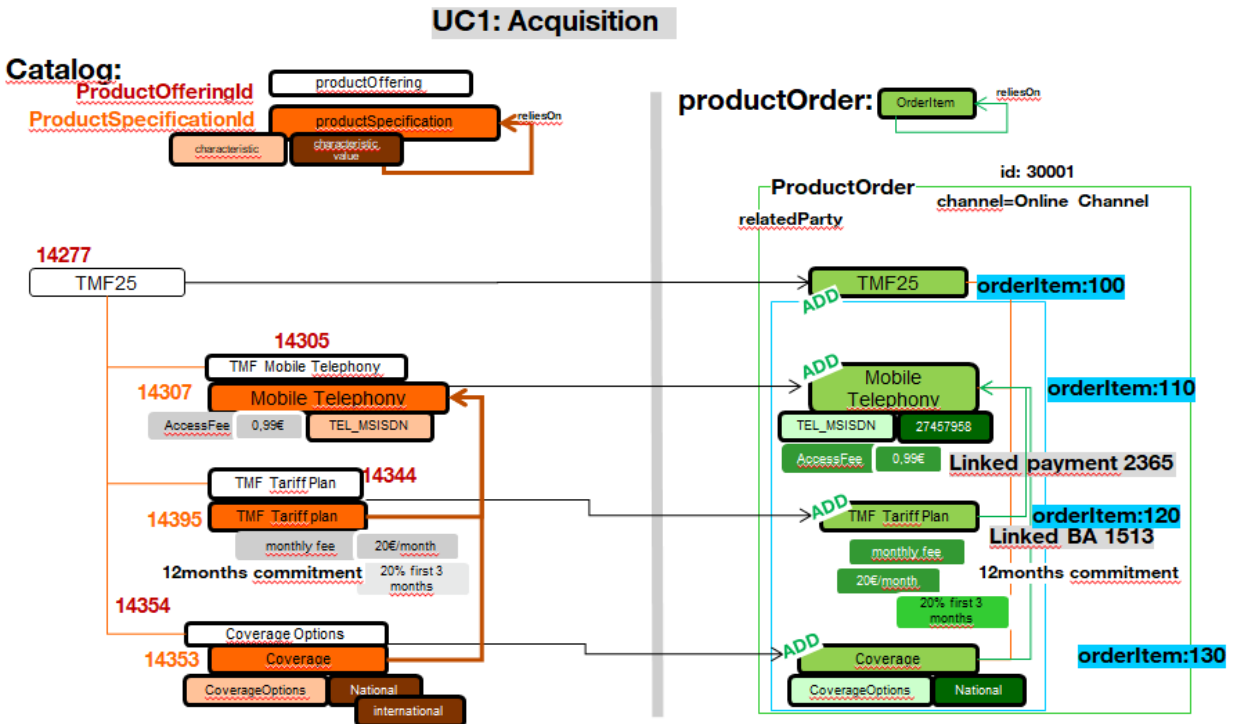 UC1: Acquisition
Catalog:
ProductOfferingId
productOffering
ProductSpecificationId
productSpecification
reliesOn
characteristic
characteristic
value
productOrder:
OrderItem
reliesOn
id: 30001
ProductOrder
channel=Online Channel
relatedParty
14277
TMF25
TMF25
orderItem:100
ADD
14305
TMF Mobile Telephony
14307
Mobile Telephony
AccessFee
0,99€
TEL_MSISDN
ADD
Mobile
Telephony
orderItem:110
TEL_MSISDN
27457958
AccessFee
0,99€
Linked payment 2365
14344
TMF Tariff Plan
14395
TMF Tariff plan
monthly fee
20€/month
12months commitment
20% first 3
months
ADD
TMF Tariff Plan
orderItem:120
Linked BA 1513
monthly fee
12months commitment
20€/month
20% first 3
months
14354
Coverage Options
14353
Coverage
CoverageOptions
National
international
ADD
Coverage
orderItem:130
CoverageOptions
National